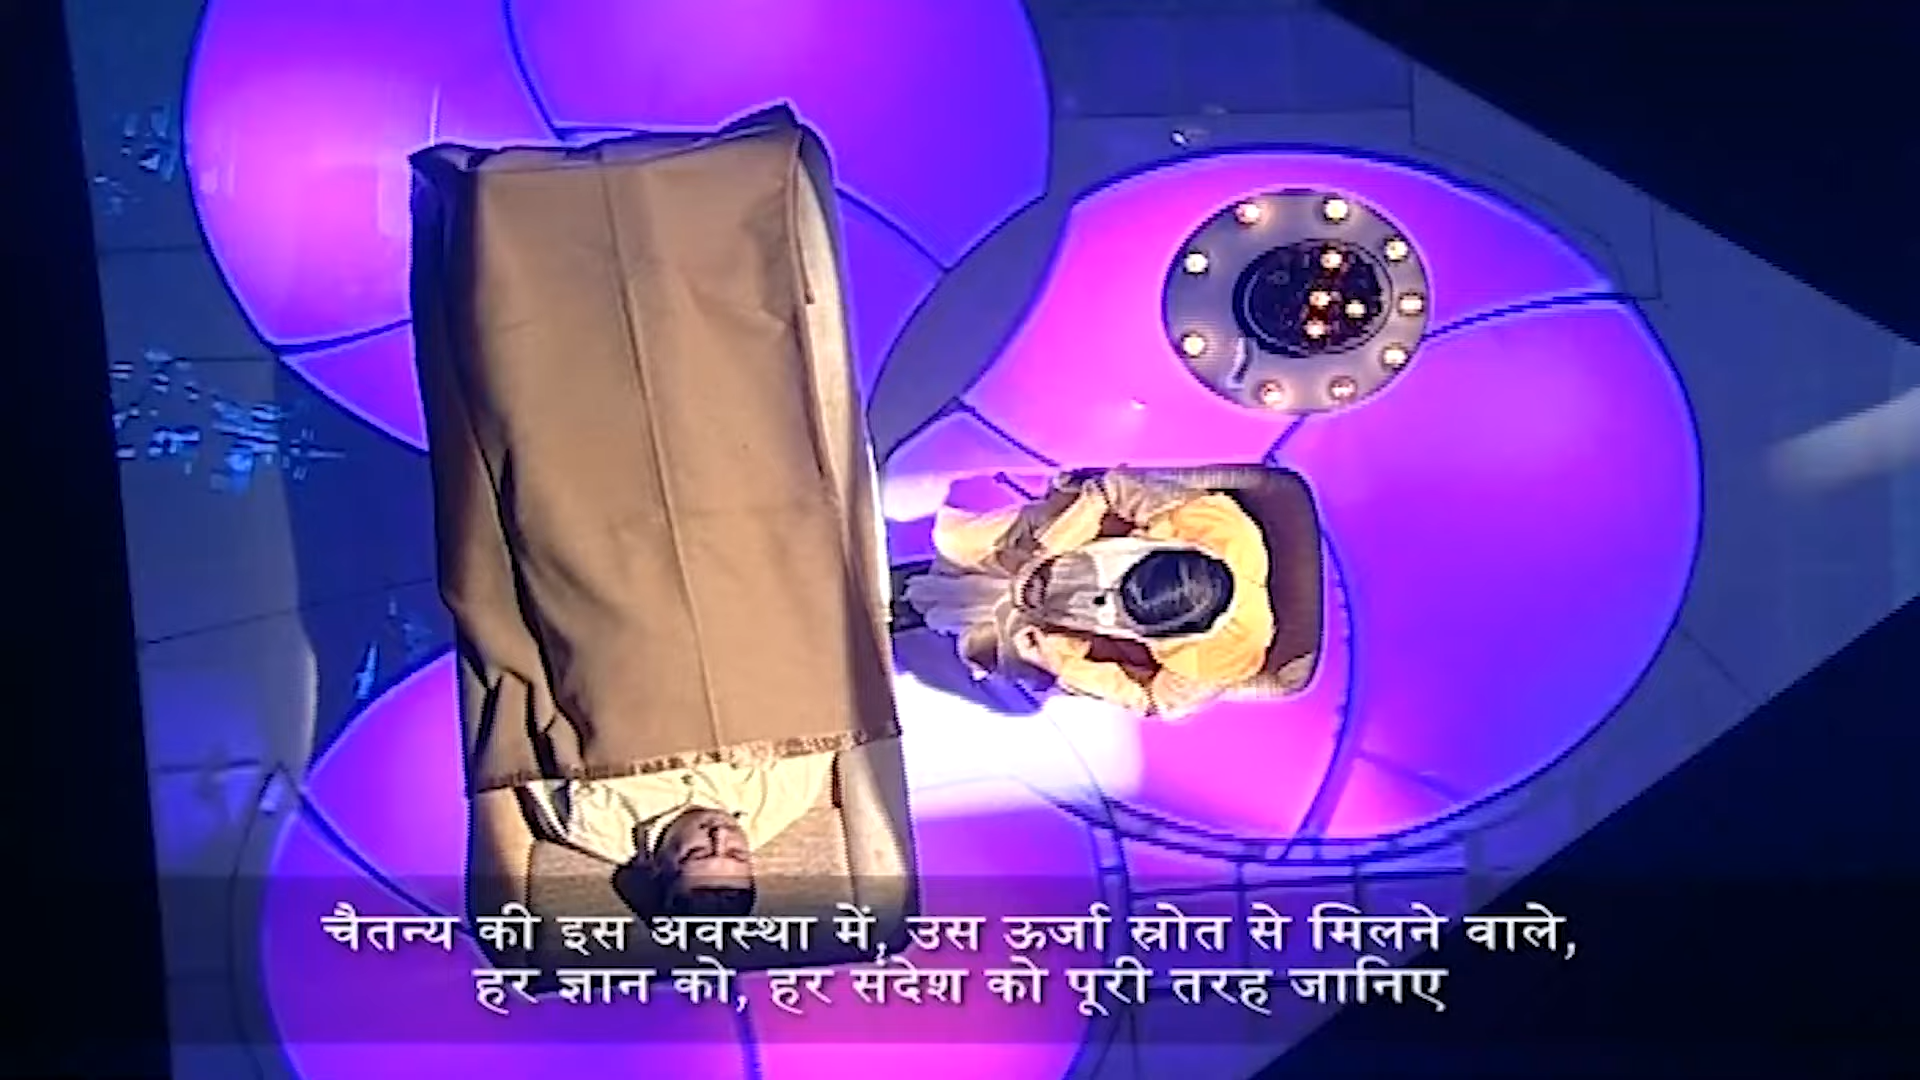 चैतन्य की इस अवस्था में, उस ऊर्जा स्रोत से मिलने वाले,
हर ज्ञान को, हर संदेश को पूरी तरह जानिए